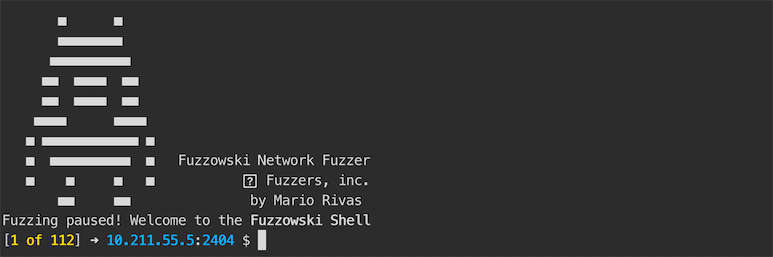 Fuzzowski Network Fuzzer
? Fuzzers, inc.
by Mario Rivas
Fuzzing paused! Welcome to the Fuzzowski Shell
[1 of 112] ➜ 10.211.55.5:2404 $